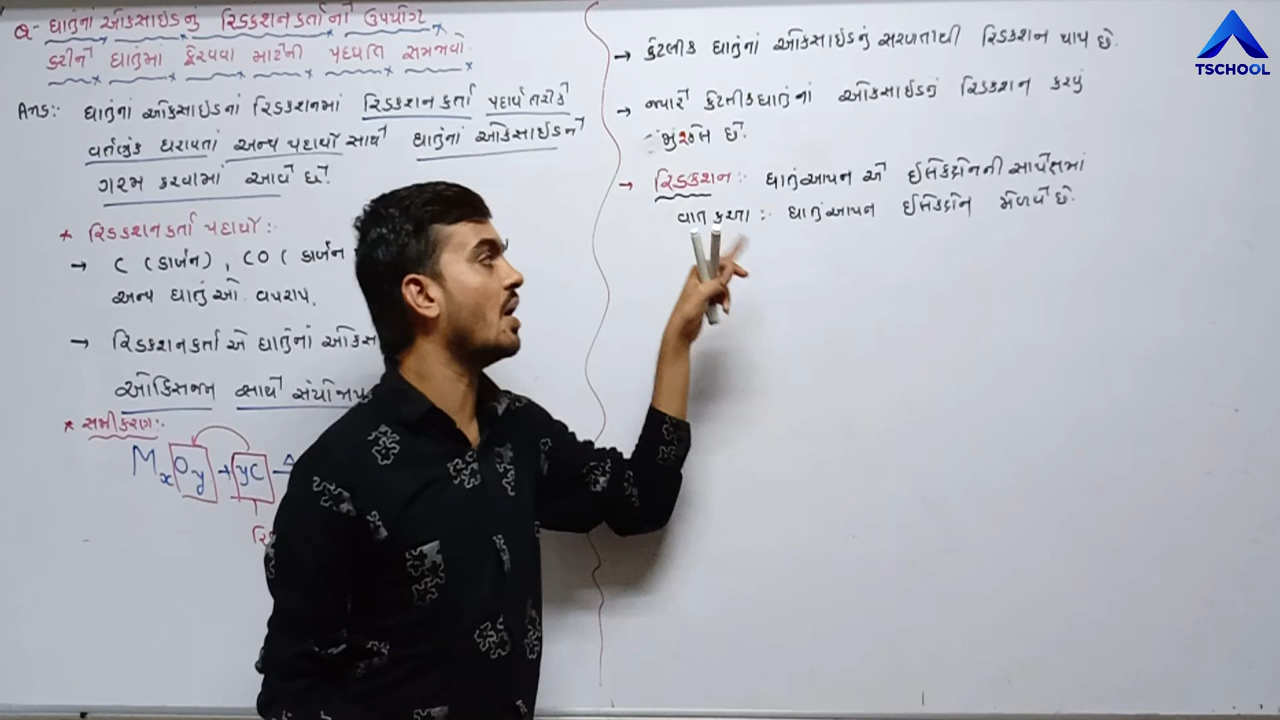 Q- ધાતુનાં ઓક્સાઇડનું રિડક્શનકર્તાનો ઉપયોગ
કરીને ધાતુમાં ફેરવવા માટેની પદ્ધતિ સમજાવો.
Ans:- ધાતુનાં ઓક્સાઇડનાં રિડક્શનમાં રિડક્શનકર્તા પદાર્થ તરીકે
વર્તણુંક ધરાવતાં અન્ય પદાર્થો સાથે ધાતુનાં ઓક્સાઇડને
ગરમ કરવામાં આવે છે.
* રિડક્શનકર્તા પદાર્થો:-
→ C (કાર્બન), CO (કાર્બન
અન્ય ધાતુઓ વપરાય.
→ રિડક્શનકર્તા એ ધાતુનાં ઓક્સા
ઓક્સિજન સાથે સંયોજાય
* સમીકરણ:-
MxOy + yC Δ
રિ
→ કેટલીક ધાતુનાં ઓક્સાઇડનું સરળતાથી રિડક્શન થાય છે.
→ જ્યારે કેટલીક ધાતુનાં ઓક્સાઇડનું રિડક્શન કરવું
મુશ્કેલ છે.
→ રિડક્શન:- ધાતુઆયન એ ઇલેક્ટ્રોનની સાપેક્ષમાં
વાત કરતા:- ધાતુઆયન ઇલેક્ટ્રોન મેળવે છે.
TSCHOOL